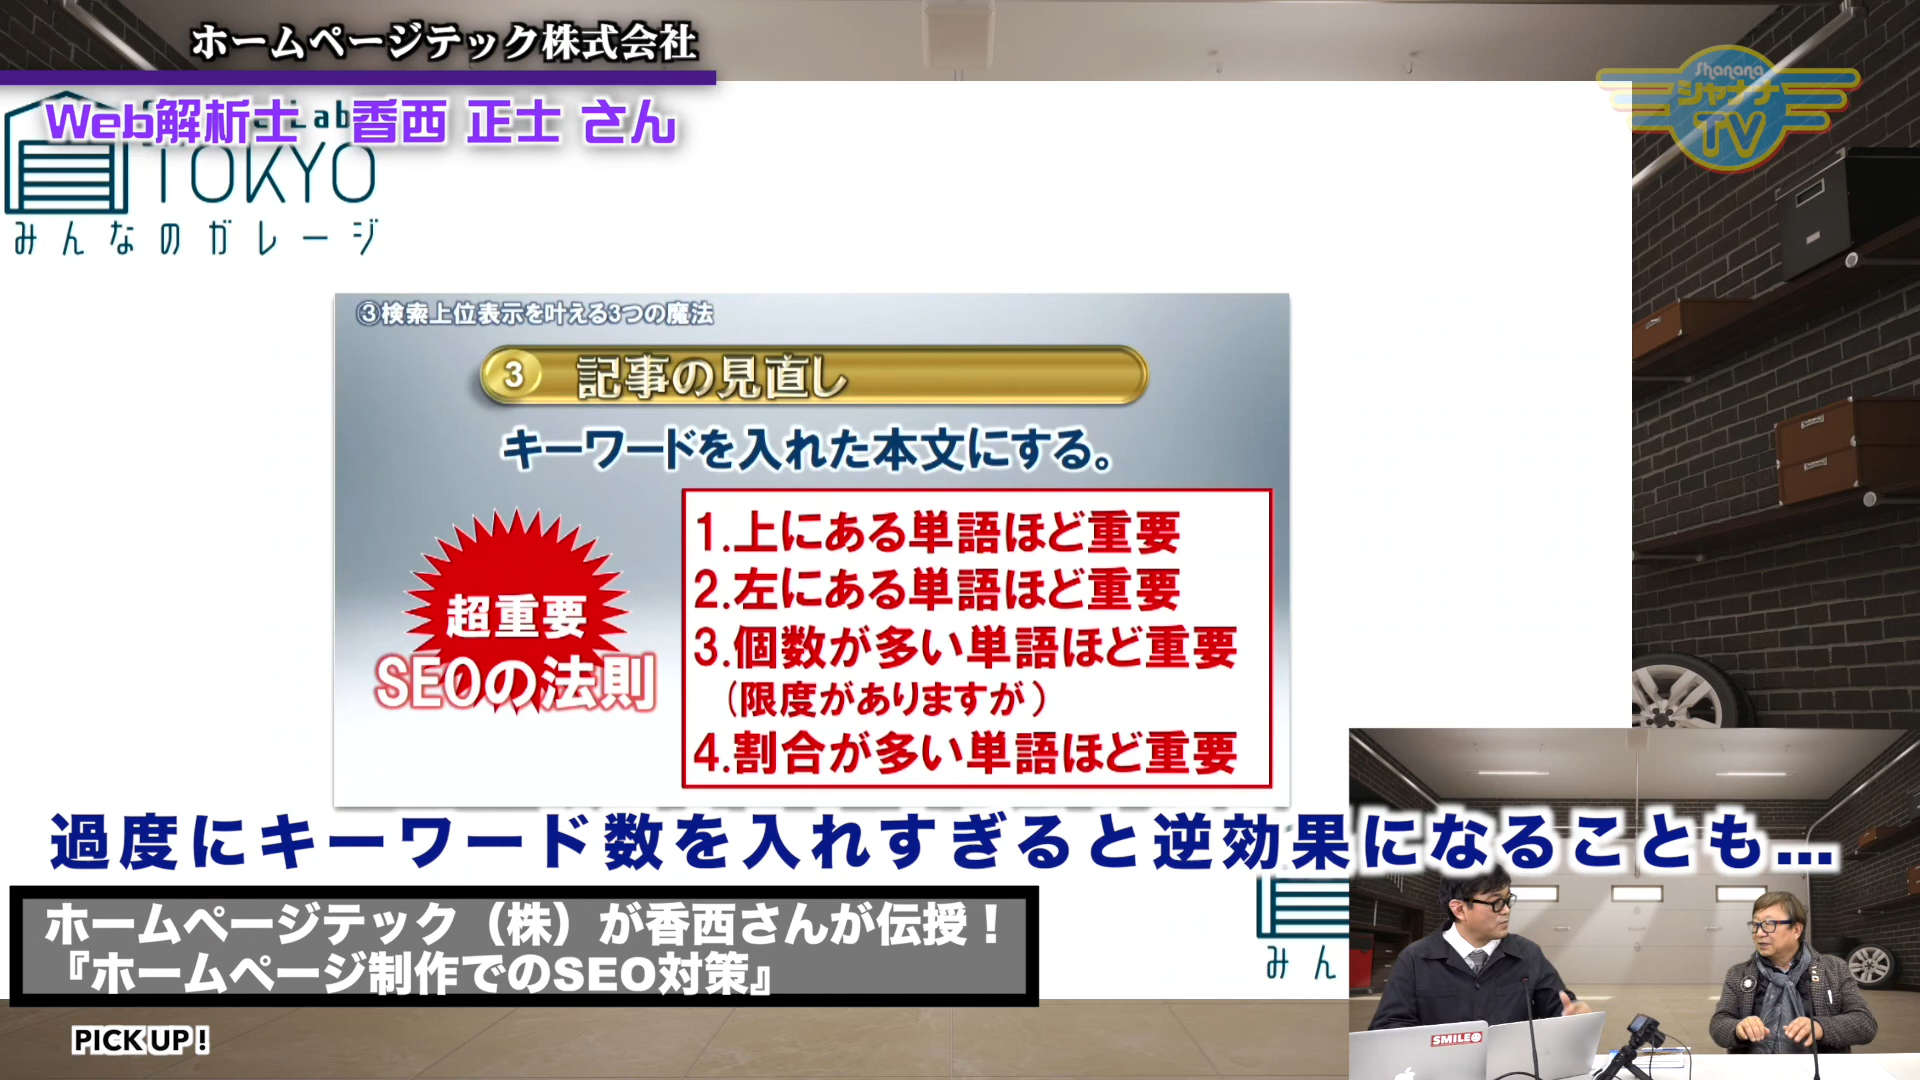 ホームページテック株式会社
Web解析士 香西 正士 さん
TOKYO
みんなのガレージ
Shanana
シャナナ
TV
③検索上位表示を叶える3つの魔法
3 記事の見直し
キーワードを入れた本文にする。
超重要
SEOの法則
1.上にある単語ほど重要
2.左にある単語ほど重要
3.個数が多い単語ほど重要
(限度がありますが)
4.割合が多い単語ほど重要
過度にキーワード数を入れすぎると逆効果になることも...
みん
ホームページテック（株）が香西さんが伝授！
『ホームページ制作でのSEO対策』
SMILE
PICK UP！